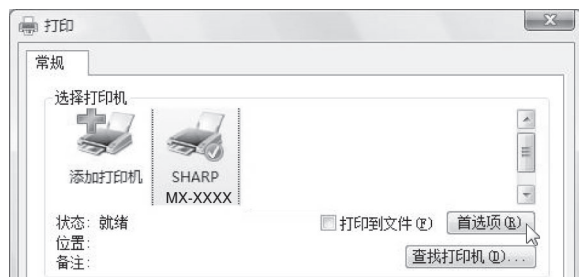 打印
常规
选择打印机
添加打印机
SHARP
MX-XXXX
状态: 就绪
打印到文件(F)
首选项(R)
位置:
备注:
查找打印机(D)...